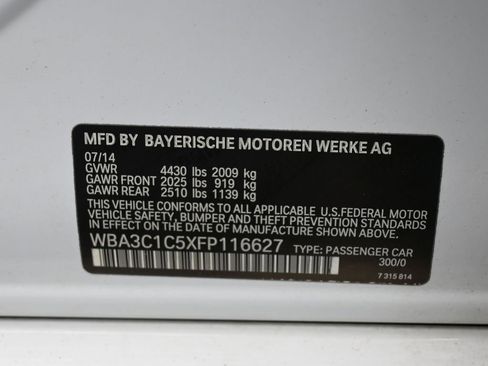 MFD BY BAYERISCHE MOTOREN WERKE AG
07/14
GVWR 4430 lbs 2009 kg
GAWR FRONT 2025 lbs 919 kg
GAWR REAR 2510 lbs 1139 kg
THIS VEHICLE CONFORMS TO ALL APPLICABLE U.S.FEDERAL MOTOR
VEHICLE SAFETY, BUMPER AND THEFT PREVENTION STANDARDS
IN EFFECT ON THE DATE OF MANUFACTURE SHOWN ABOVE.
WBA3C1C5XFP116627 TYPE: PASSENGER CAR
300/0
7 315 814